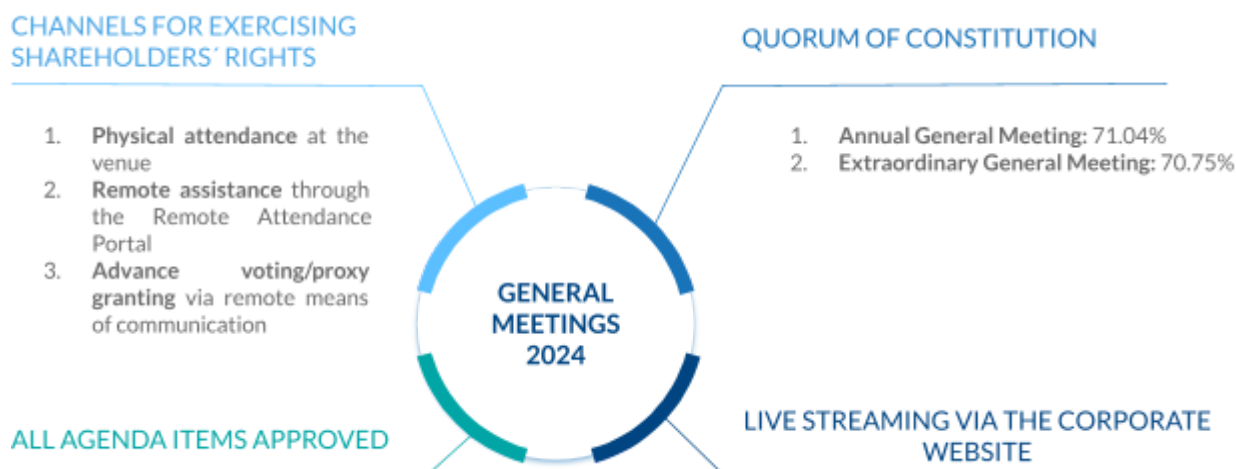 CHANNELS FOR EXERCISING
SHAREHOLDERS´ RIGHTS
1. Physical attendance at the
venue
2. Remote assistance through
the Remote Attendance
Portal
3. Advance voting/proxy
granting via remote means
of communication
QUORUM OF CONSTITUTION
1. Annual General Meeting: 71.04%
2. Extraordinary General Meeting: 70.75%
GENERAL
MEETINGS
2024
ALL AGENDA ITEMS APPROVED
LIVE STREAMING VIA THE CORPORATE
WEBSITE